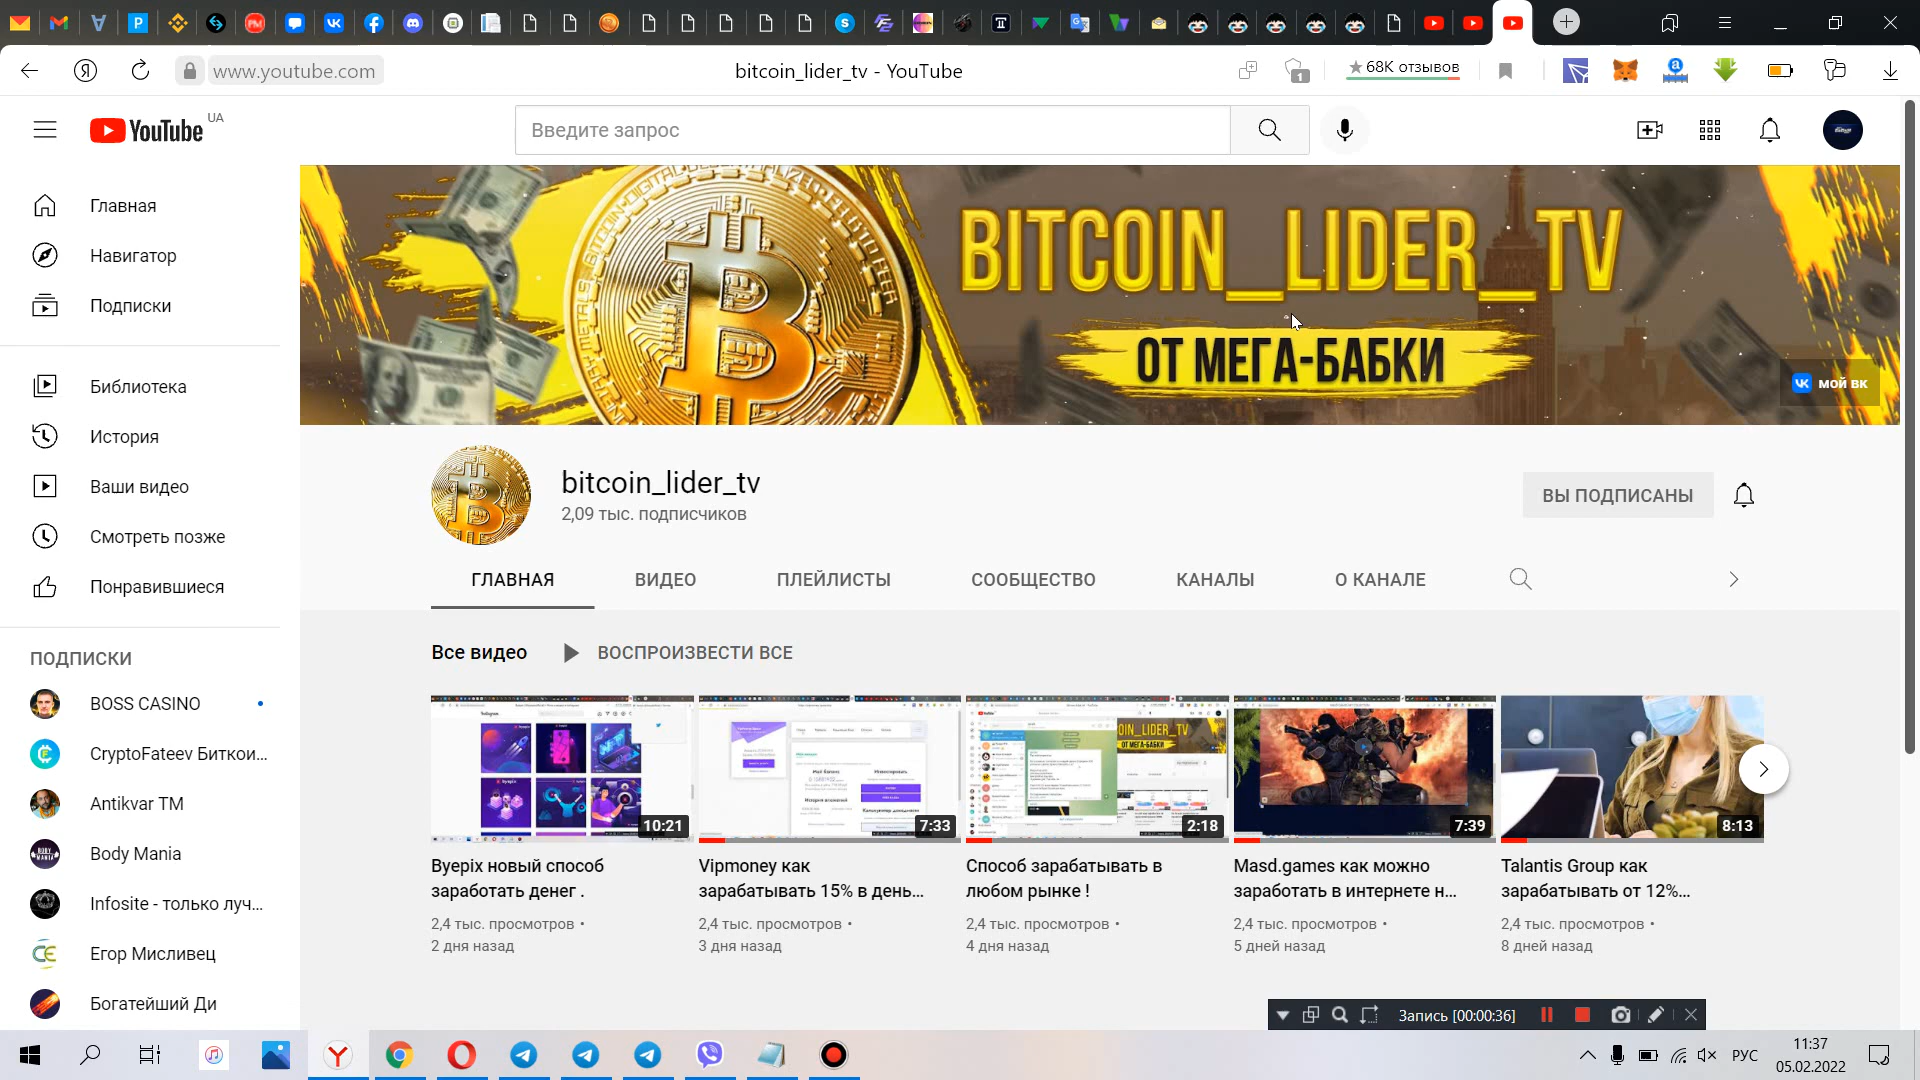 www.youtube.com
bitcoin_lider_tv - YouTube
★ 68K отзывов
1
YouTube
UA
Введите запрос
Главная
Навигатор
Подписки
Библиотека
История
Ваши видео
Смотреть позже
Понравившиеся
ПОДПИСКИ
BOSS CASINO
CryptoFateev Биткои...
Antikvar TM
Body Mania
Infosite - только луч...
Егор Мисливец
Богатейший Ди
BITCOIN_LIDER_TV
ОТ МЕГА-БАБКИ
мой вк
bitcoin_lider_tv
2,09 тыс. подписчиков
ВЫ ПОДПИСАНЫ
ГЛАВНАЯ
ВИДЕО
ПЛЕЙЛИСТЫ
СООБЩЕСТВО
КАНАЛЫ
О КАНАЛЕ
Все видео
ВОСПРОИЗВЕСТИ ВСЕ
10:21
7:33
2:18
7:39
8:13
Byepix новый способ
заработать денег .
2,4 тыс. просмотров •
2 дня назад
Vipmoney как
зарабатывать 15% в день...
2,4 тыс. просмотров •
3 дня назад
Способ зарабатывать в
любом рынке !
2,4 тыс. просмотров •
4 дня назад
Masd.games как можно
заработать в интернете н...
2,4 тыс. просмотров •
5 дней назад
Talantis Group как
зарабатывать от 12%...
2,4 тыс. просмотров •
8 дней назад
Запись [00:00:36]
РУС
11:37
05.02.2022